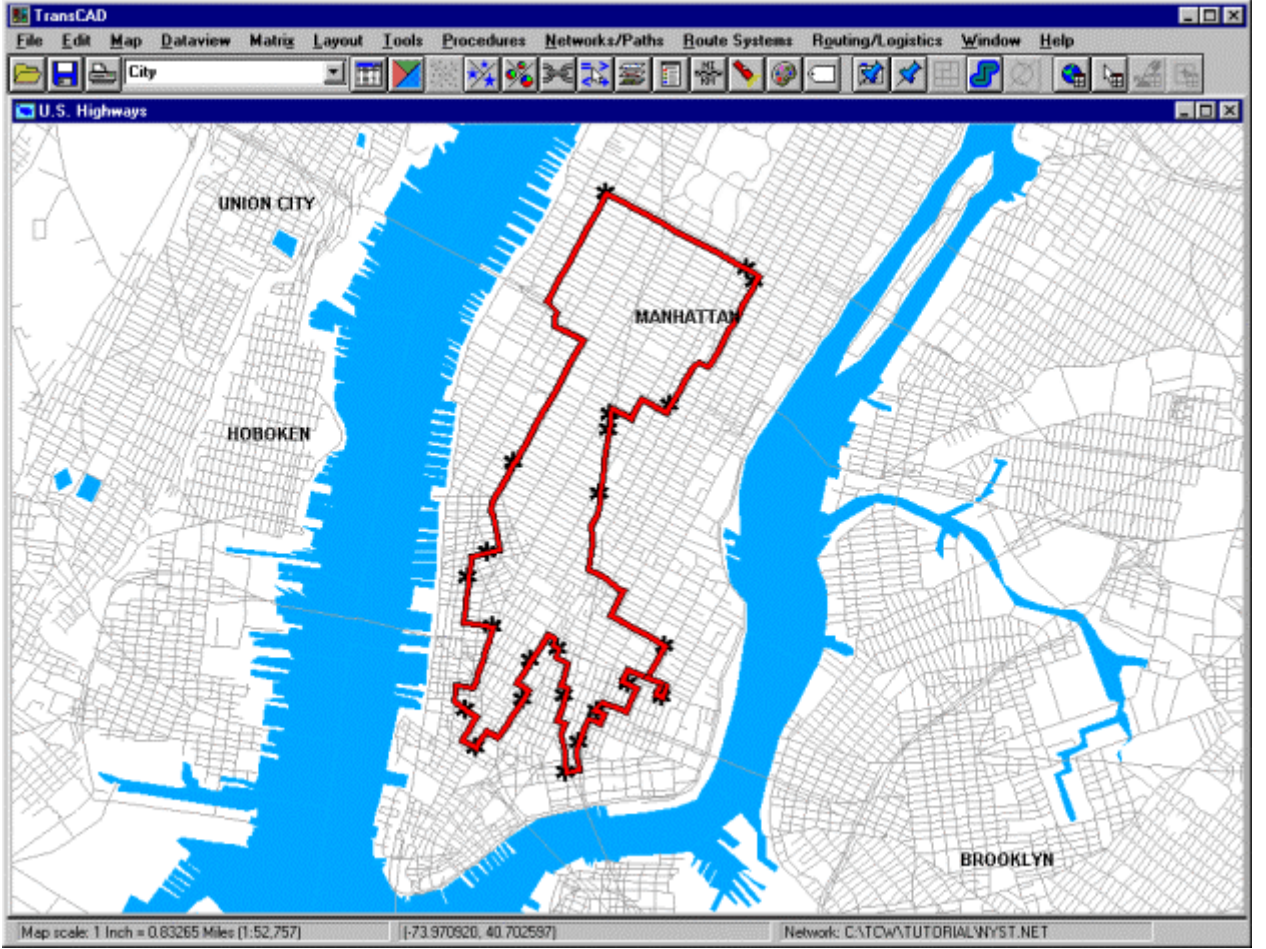 TransCAD
File Edit Map Dataview Matrix Layout Tools Procedures Networks/Paths Route Systems Routing/Logistics Window Help
City
U.S. Highways
UNION CITY
MANHATTAN
HOBOKEN
BROOKLYN
Map scale: 1 Inch = 0.83265 Miles (1:52,757) (-73.970920, 40.702597) Network: C:\TCW\TUTORIAL\NYST.NET